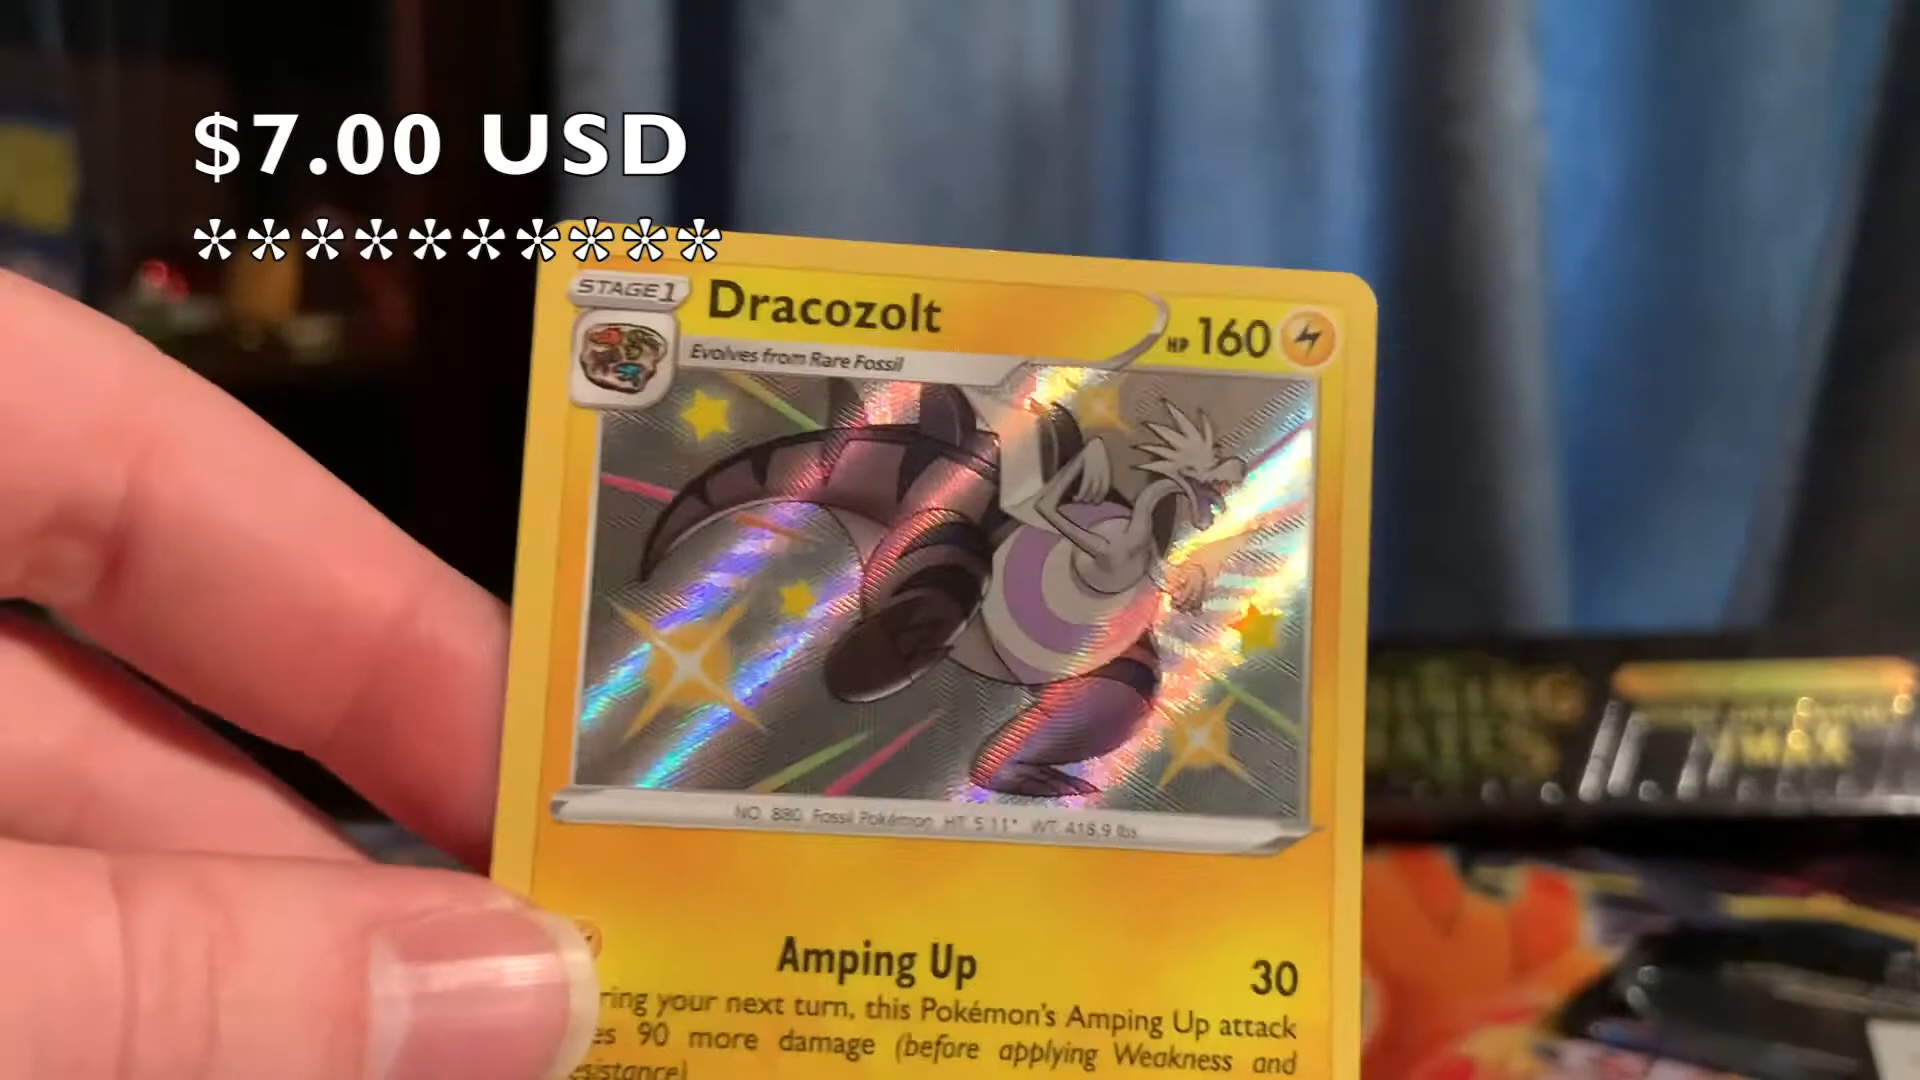 $7.00 USD
**********
STAGE 1
Dracozolt
HP 160
Evolves from Rare Fossil
NO. 880 Fossil Pokémon HT: 5'11" WT: 418.9 lbs
Amping Up 30
ring your next turn, this Pokémon's Amping Up attack
es 90 more damage (before applying Weakness and
esistance)
MAX